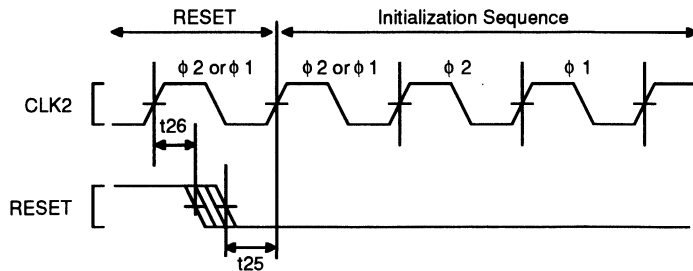 RESET Initialization Sequence
ϕ 2 or ϕ 1 ϕ 2 or ϕ 1 ϕ 2 ϕ 1
CLK2
t26
RESET
t25